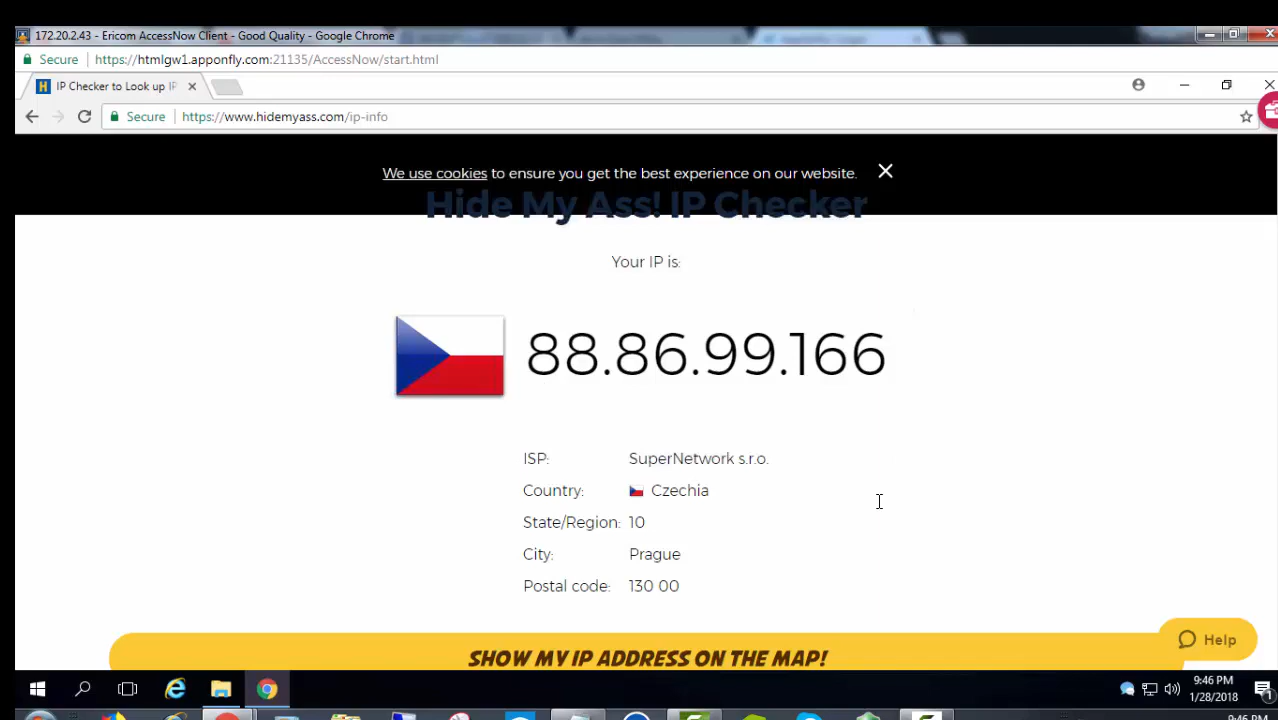 172.20.2.43 - Ericom AccessNow Client - Good Quality - Google Chrome
Secure https://htmlgw1.apponfly.com:21135/AccessNow/start.html
H IP Checker to Look up IP
Secure https://www.hidemyass.com/ip-info
We use cookies to ensure you get the best experience on our website.
Hide My Ass! IP Checker
Your IP is:
88.86.99.166
ISP: SuperNetwork s.r.o.
Country: Czechia
State/Region: 10
City: Prague
Postal code: 130 00
Help
SHOW MY IP ADDRESS ON THE MAP!
9:46 PM
1/28/2018
1
9:46 PM